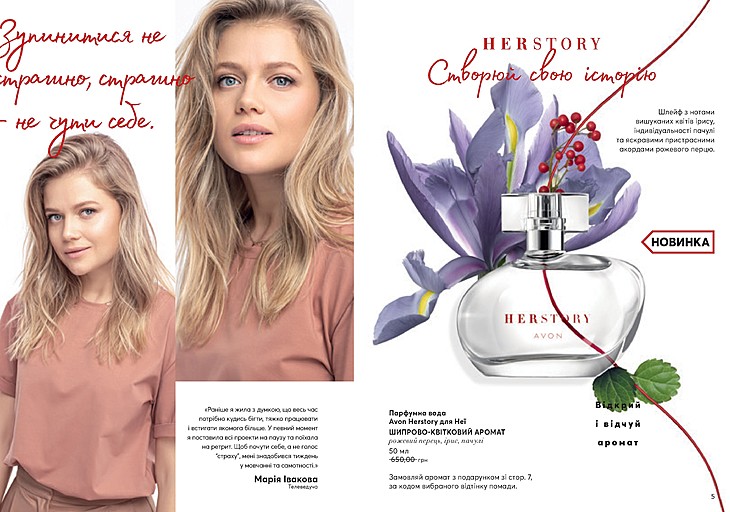 Зупинитися не
страшно, страшно
- не чути себе.
«Раніше я жила з думкою, що весь час
потрібно кудись бігти, тяжко працювати
і встигати якомога більше. У певний момент
я поставила всі проекти на паузу та поїхала
на ретрит. Щоб почути себе, а не голос
"страху", мені знадобився тиждень
у мовчанні та самотності.»
Марія Івакова
Телеведуча
HERSTORY
Створюй свою історію
Шлейф з нотами
вишуканих квітів ірису,
індивідуальності пачулі
та яскравими пристрасними
акордами рожевого перцю.
НОВИНКА
HERSTORY
AVON
Парфумна вода
Avon Herstory для Неї
ШИПРОВО-КВІТКОВИЙ АРОМАТ
рожевий перець, ірис, пачулі
50 мл
650,00 грн
Замовляй аромат з подарунком зі стор. 7,
за кодом вибраного відтінку помади.
Відкрий
і відчуй
аромат
5